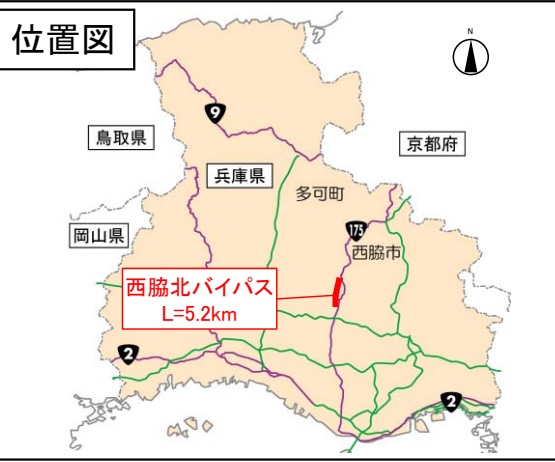 位置図
N
9
鳥取県
京都府
兵庫県
多可町
175
岡山県
西脇市
西脇北バイパス
L=5.2km
2
2